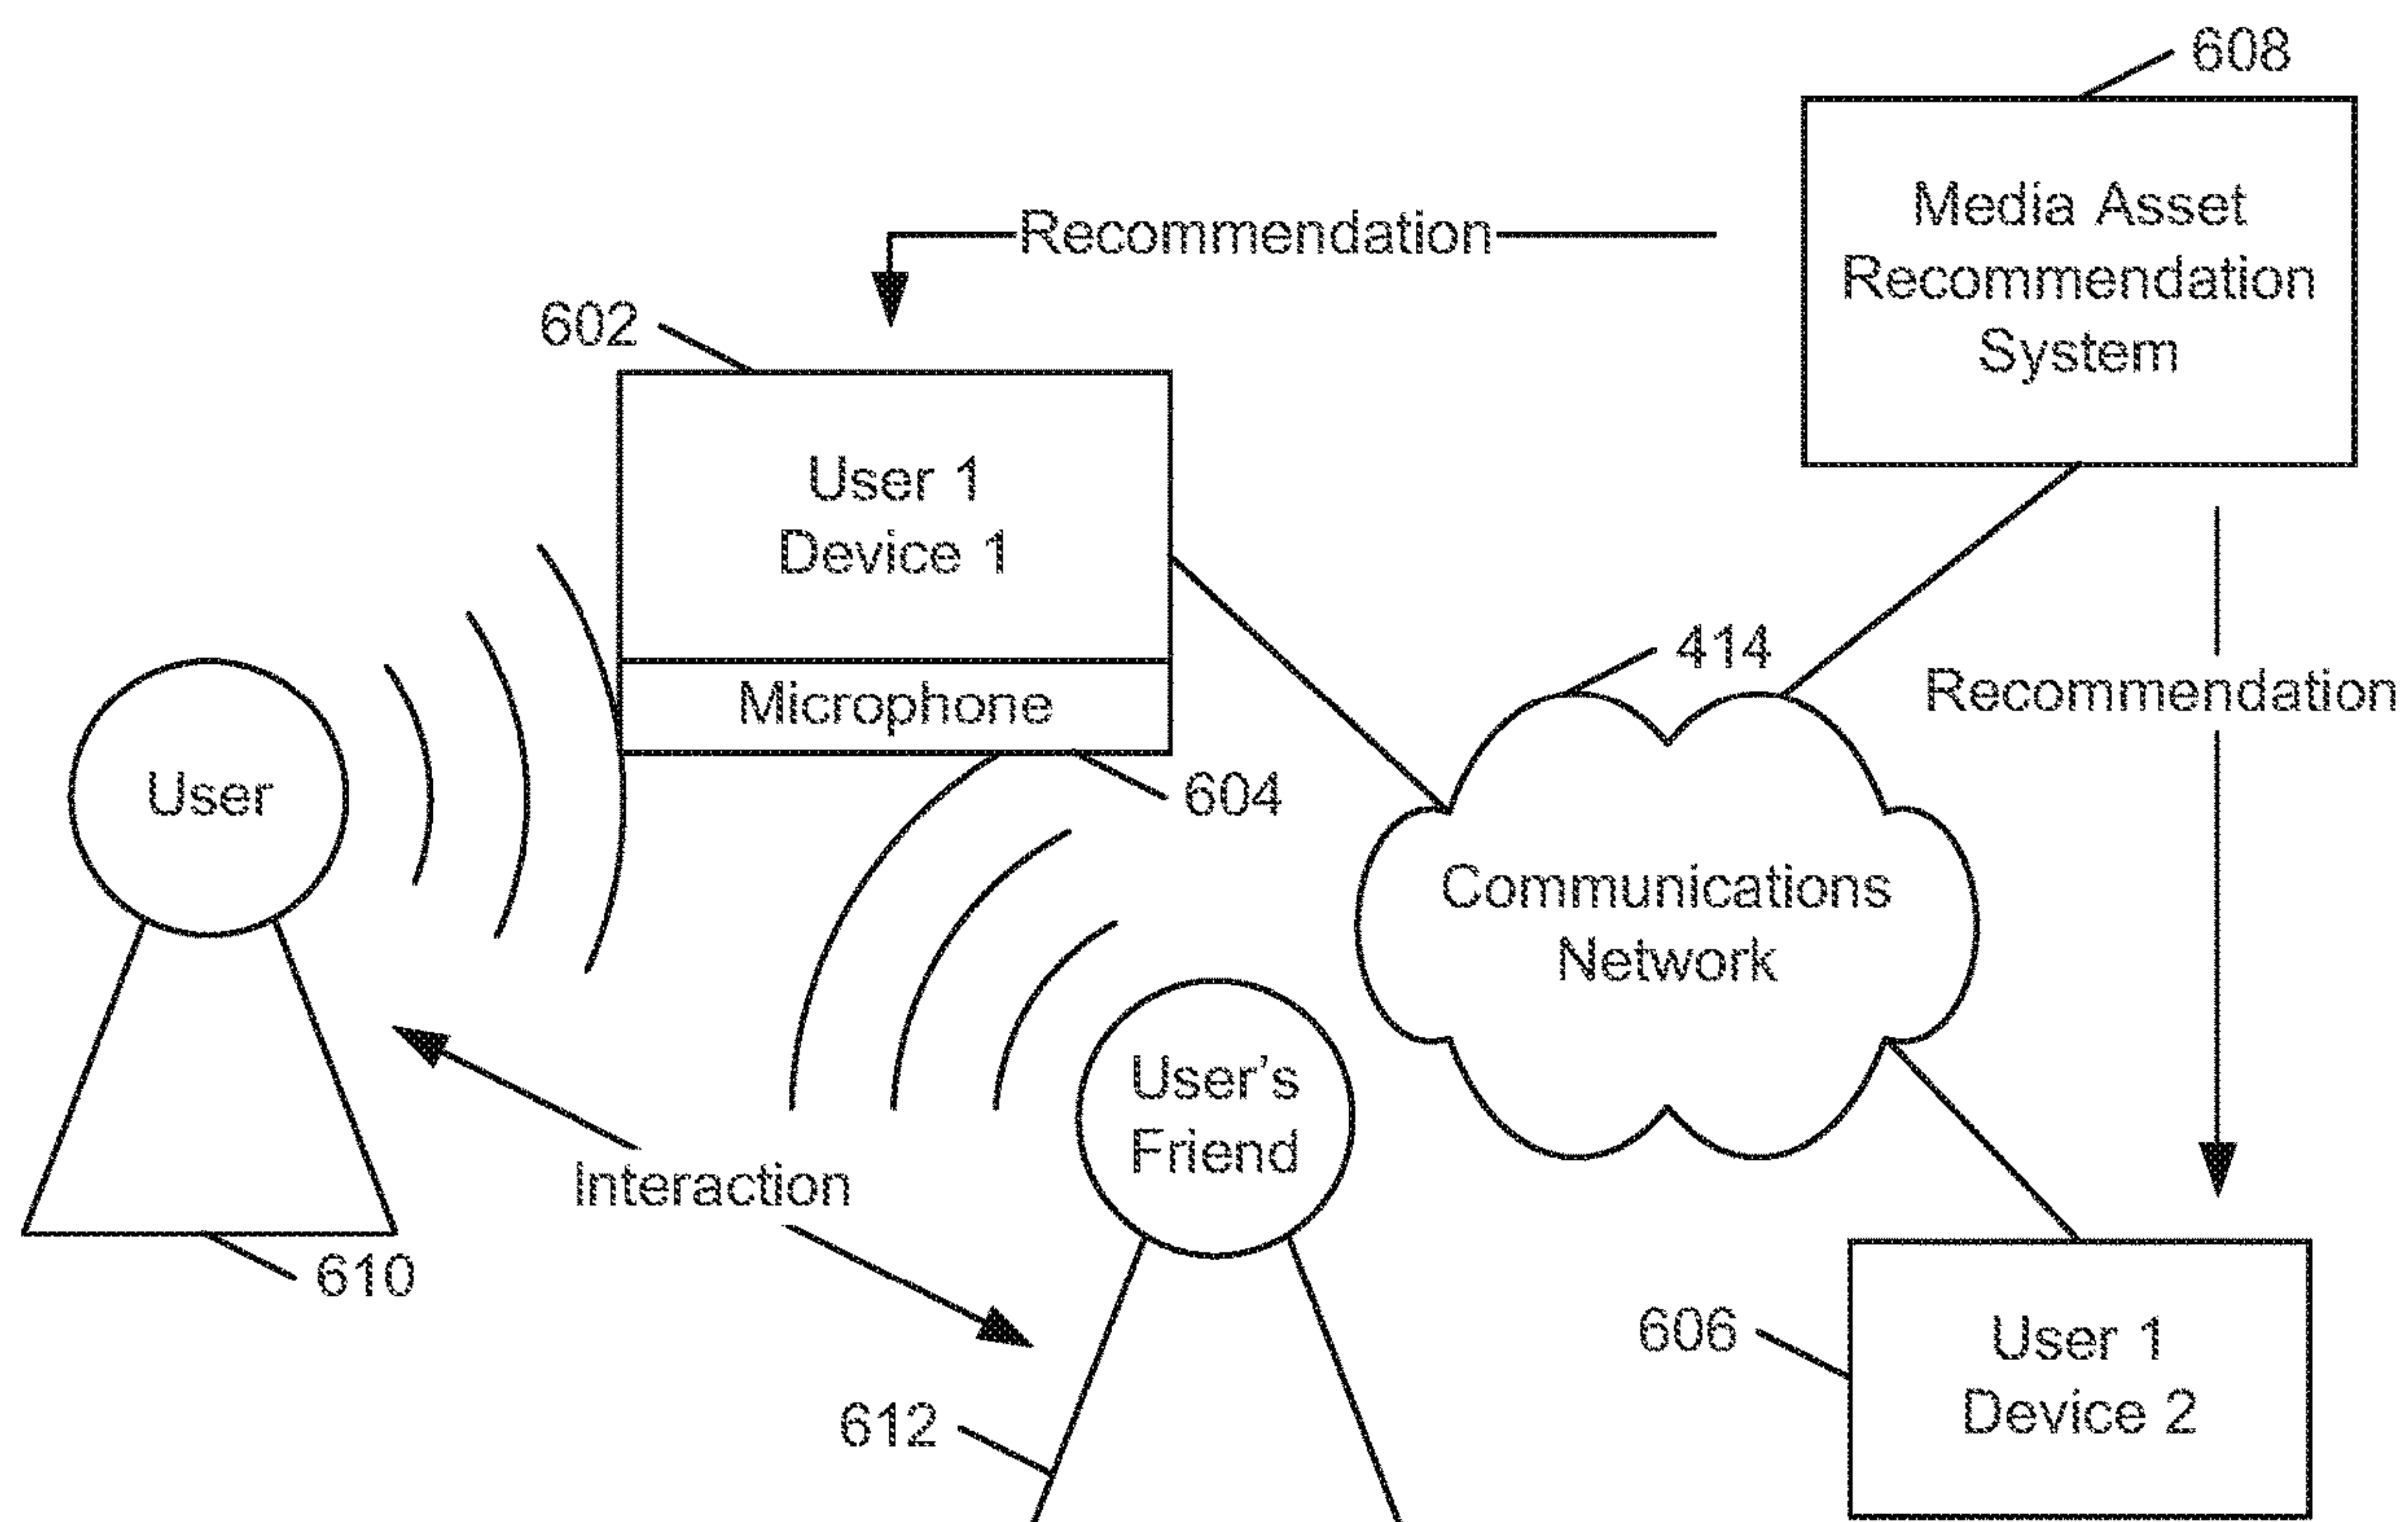 608
Media Asset
Recommendation
System
Recommendation
602
User 1
Device 1
Microphone
604
414
Recommendation
User
Communications
Network
User's
Friend
Interaction
610
606
User 1
Device 2
612